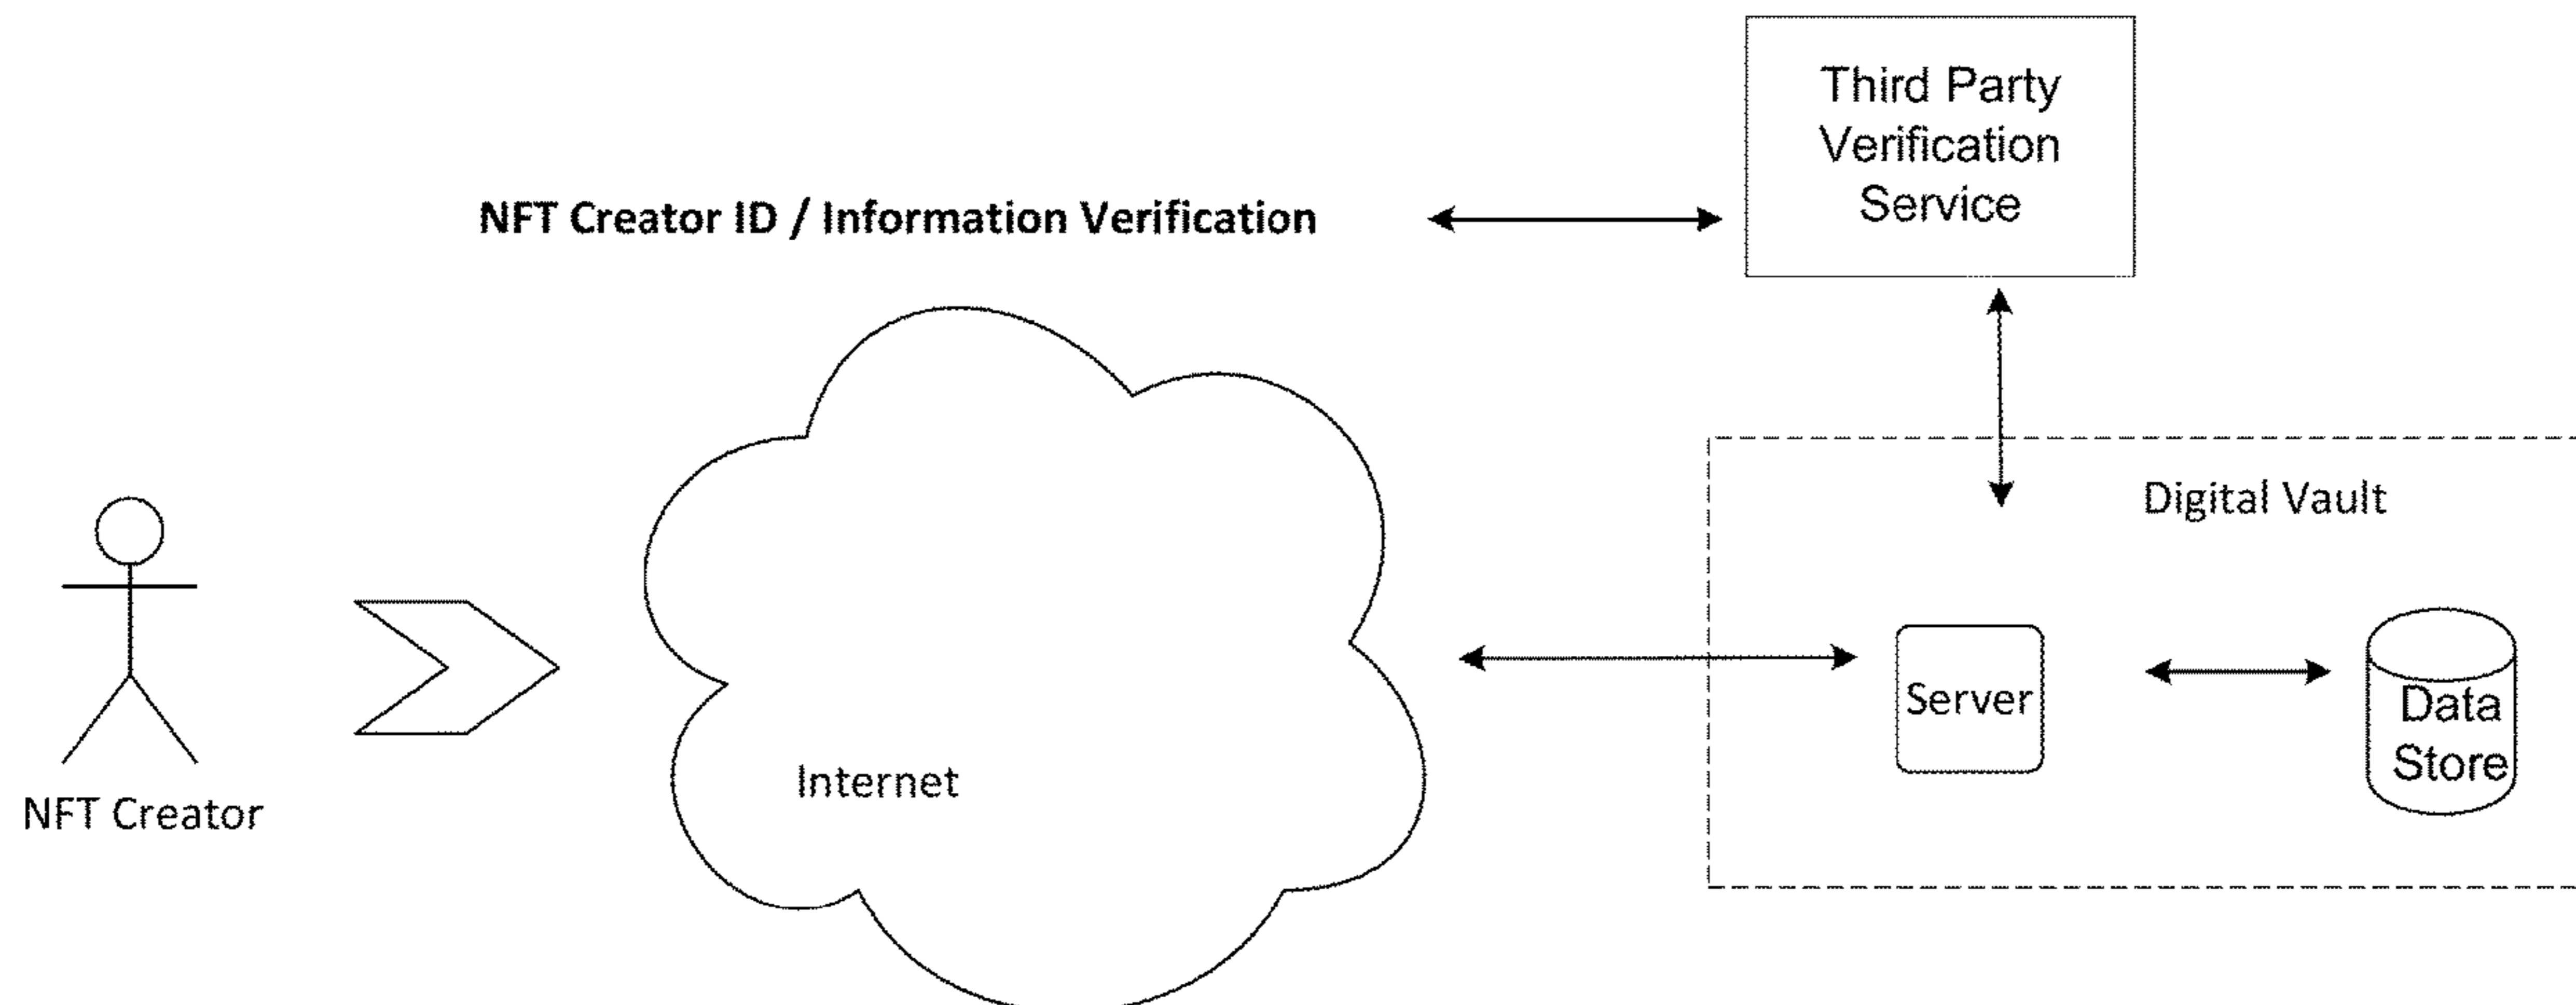 Third Party
Verification
Service
NFT Creator ID / Information Verification
Digital Vault
Server
Data
Store
Internet
NFT Creator